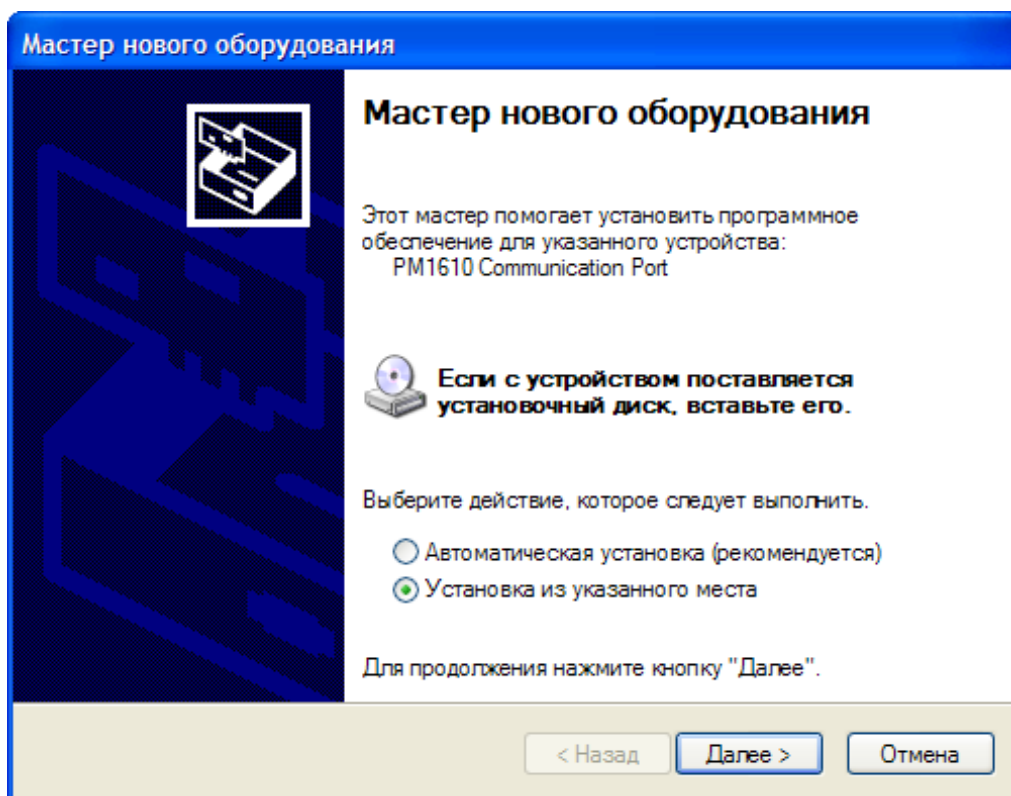 Мастер нового оборудования
Мастер нового оборудования
Этот мастер помогает установить программное
обеспечение для указанного устройства:
PM1610 Communication Port
Если с устройством поставляется
установочный диск, вставьте его.
Выберите действие, которое следует выполнить.
Автоматическая установка (рекомендуется)
Установка из указанного места
Для продолжения нажмите кнопку "Далее".
< Назад Далее > Отмена